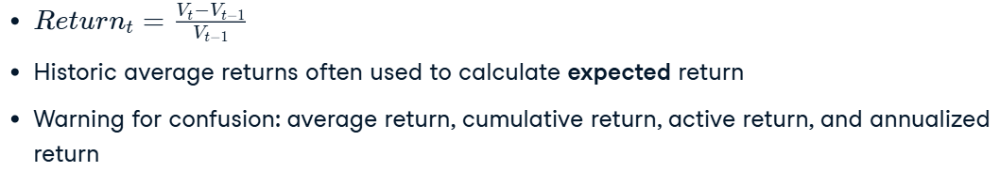 • Return_t = (V_t − V_{t−1}) / V_{t−1}
• Historic average returns often used to calculate expected return
• Warning for confusion: average return, cumulative return, active return, and annualized
return